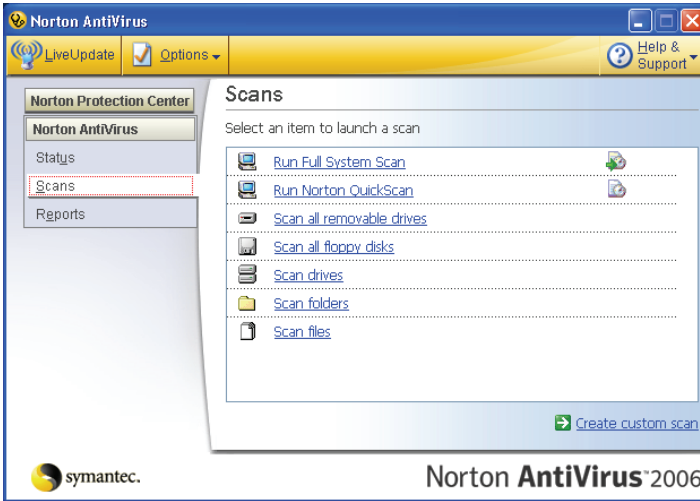 Norton AntiVirus
LiveUpdate
Options
Help & Support
Norton Protection Center
Norton AntiVirus
Status
Scans
Reports
Scans
Select an item to launch a scan
Run Full System Scan
Run Norton QuickScan
Scan all removable drives
Scan all floppy disks
Scan drives
Scan folders
Scan files
Create custom scan
symantec.
Norton AntiVirus™2006